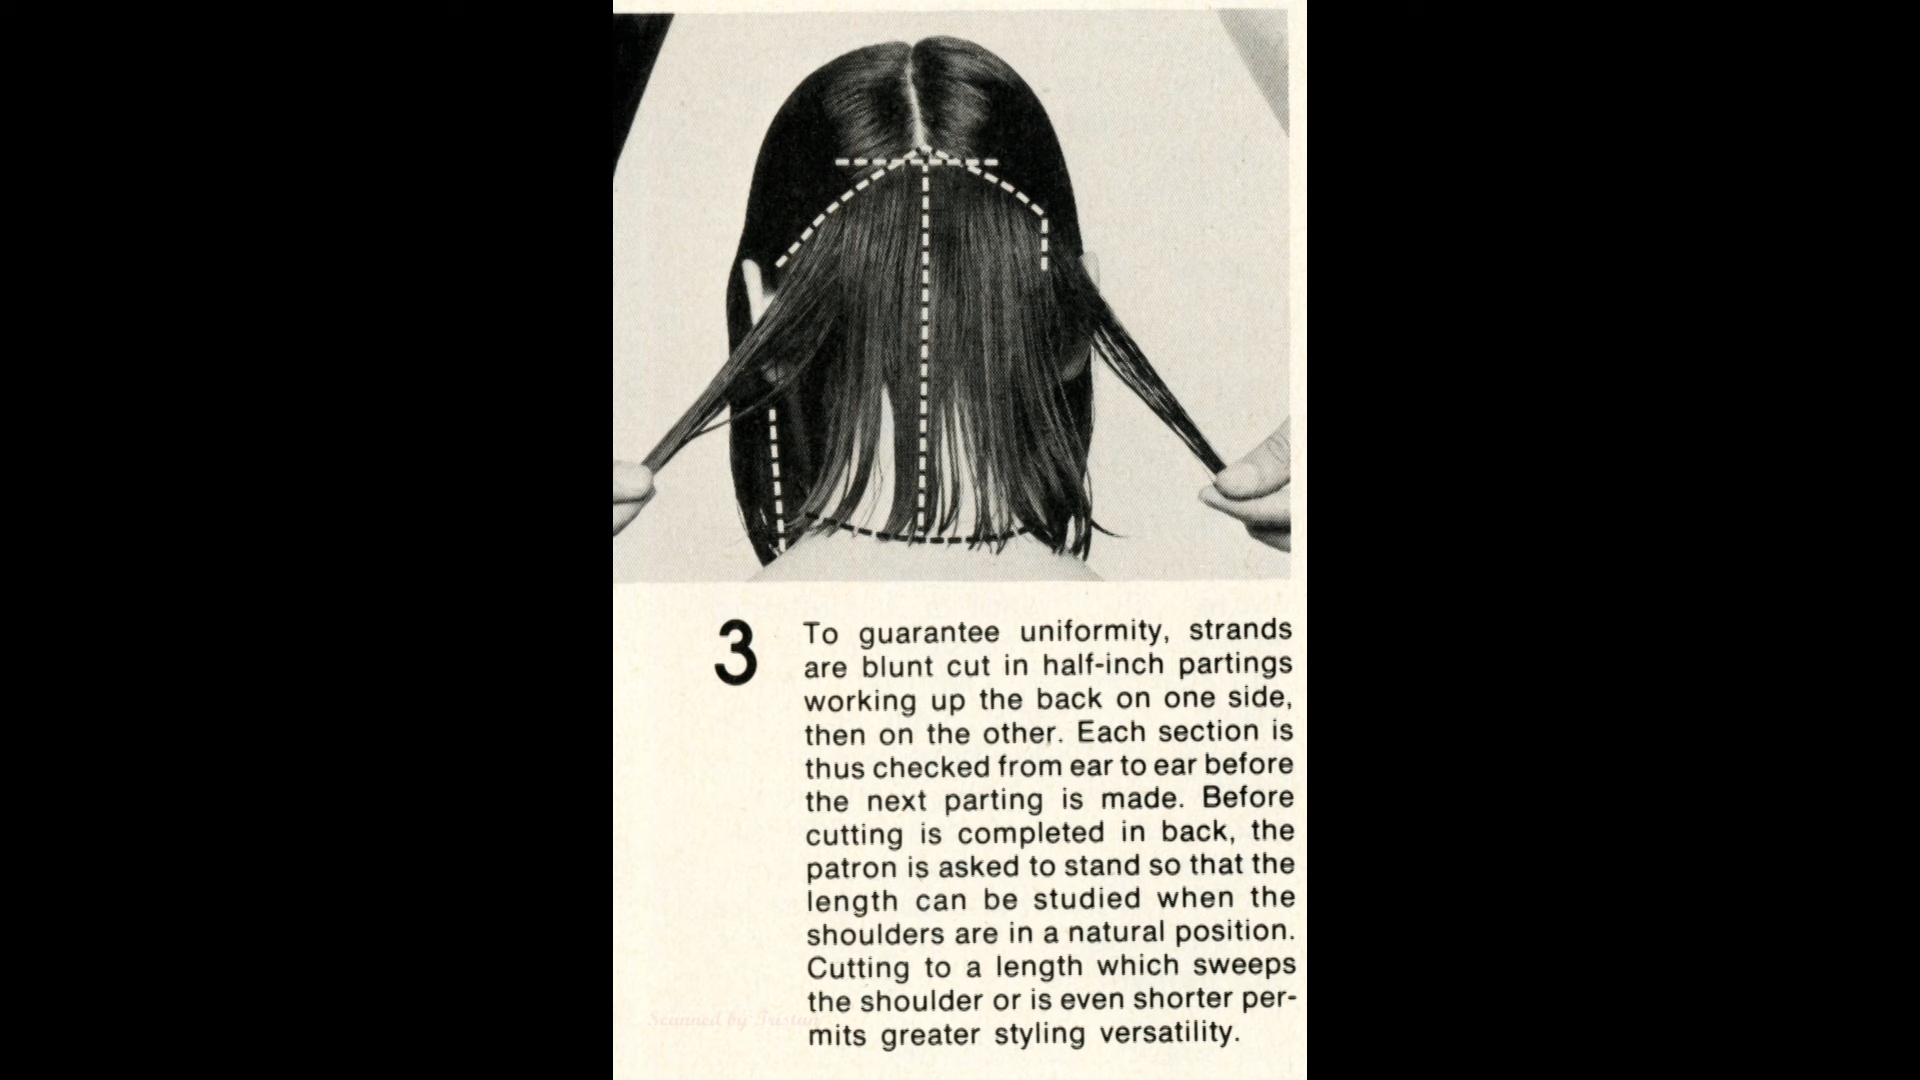 3
To guarantee uniformity, strands
are blunt cut in half-inch partings
working up the back on one side,
then on the other. Each section is
thus checked from ear to ear before
the next parting is made. Before
cutting is completed in back, the
patron is asked to stand so that the
length can be studied when the
shoulders are in a natural position.
Cutting to a length which sweeps
the shoulder or is even shorter per-
mits greater styling versatility.
Scanned by Tristan